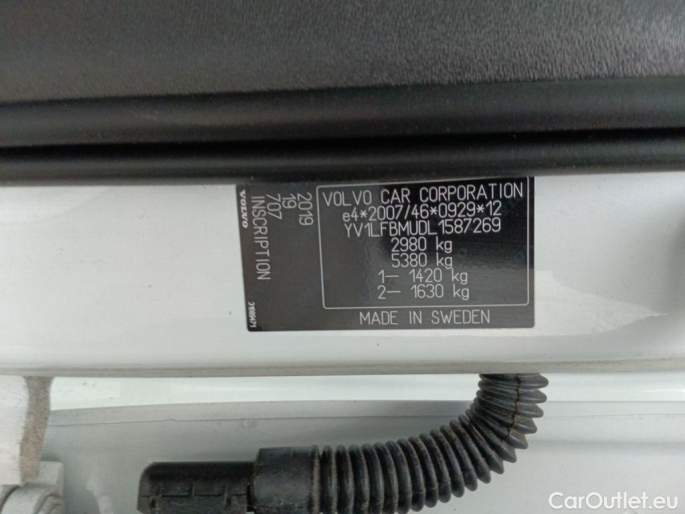 VOLVO CAR CORPORATION
e4*2007/46*0929*12
YV1LFBMUDL1587269
2980 kg
5380 kg
1– 1420 kg
2– 1630 kg
MADE IN SWEDEN
2019
19
707
INSCRIPTION
VOLVO
CarOutlet.eu